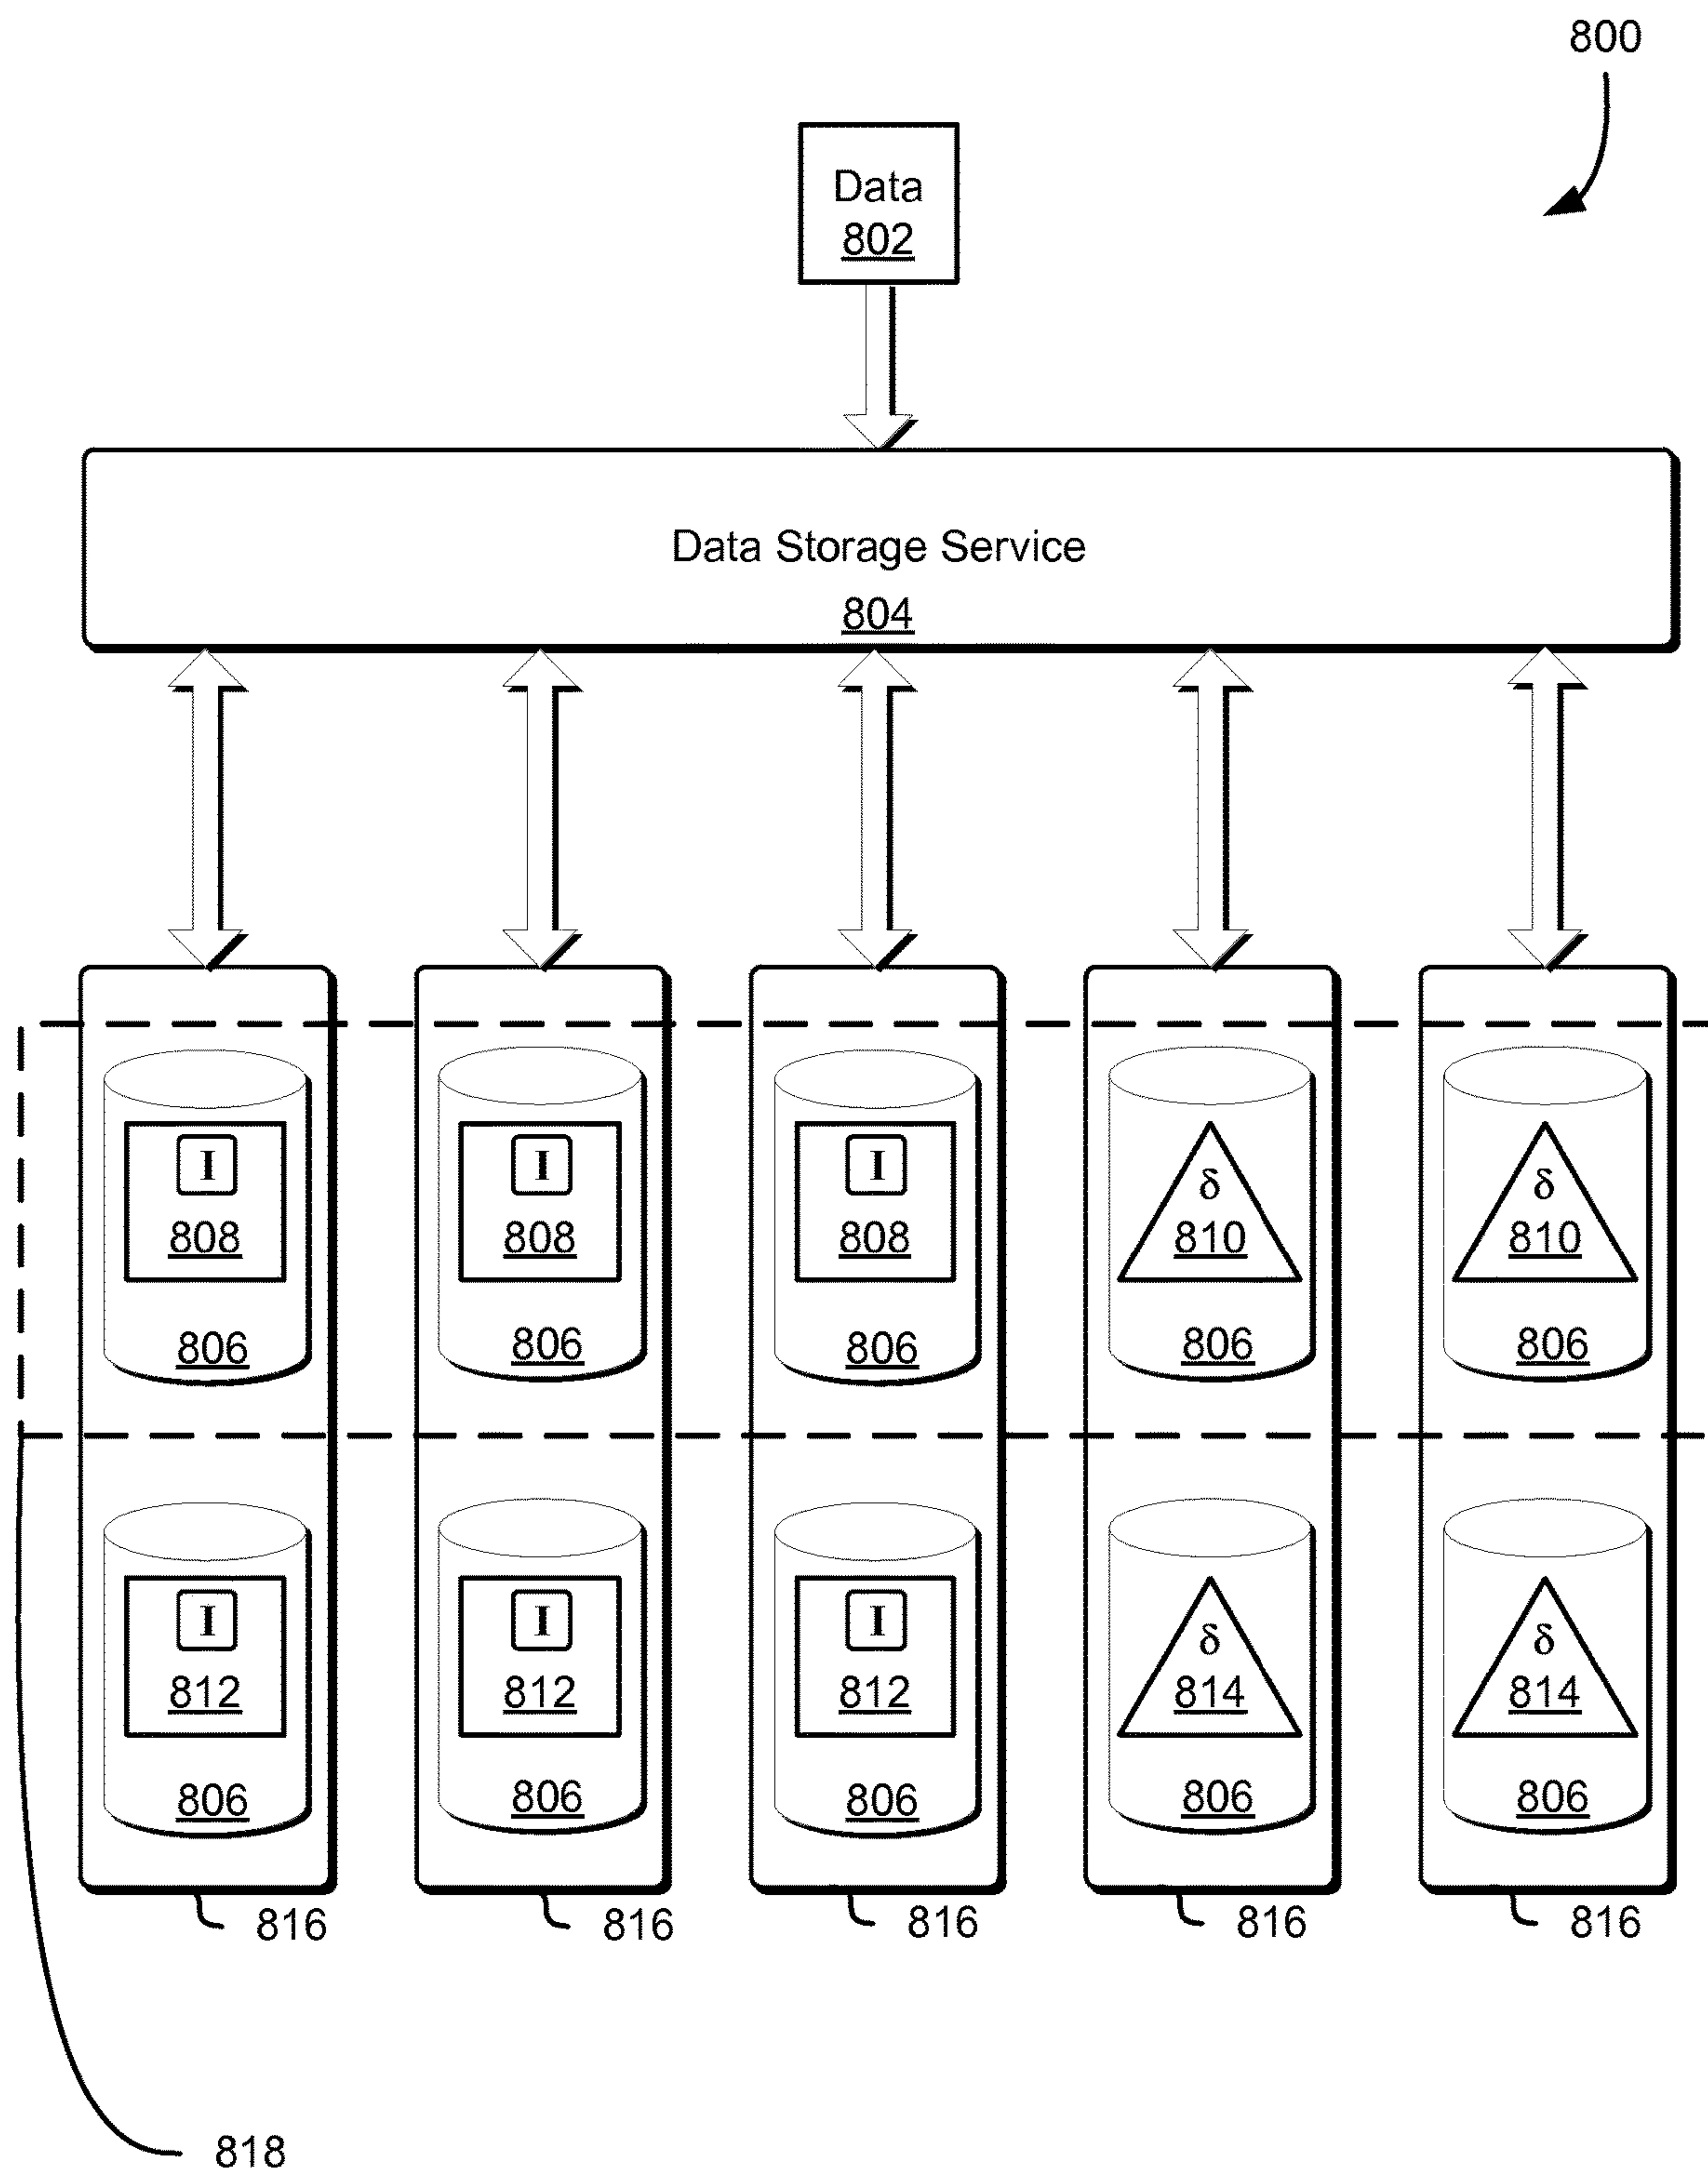 800
Data
802
Data Storage Service
804
I I I δ δ
808 808 808 810 810
806 806 806 806 806
I I I δ δ
812 812 812 814 814
806 806 806 806 806
816 816 816 816 816
818